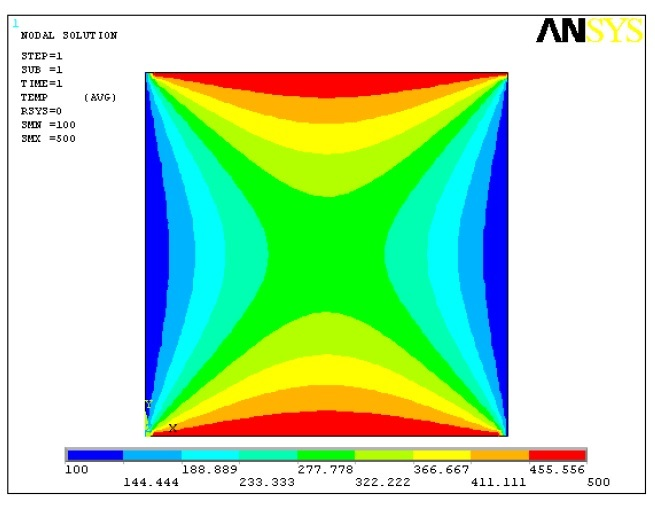 1
NODAL SOLUTION
STEP=1
SUB =1
TIME=1
TEMP (AVG)
RSYS=0
SMN =100
SMX =500
ANSYS
Y
X
100 188.889 277.778 366.667 455.556
144.444 233.333 322.222 411.111 500